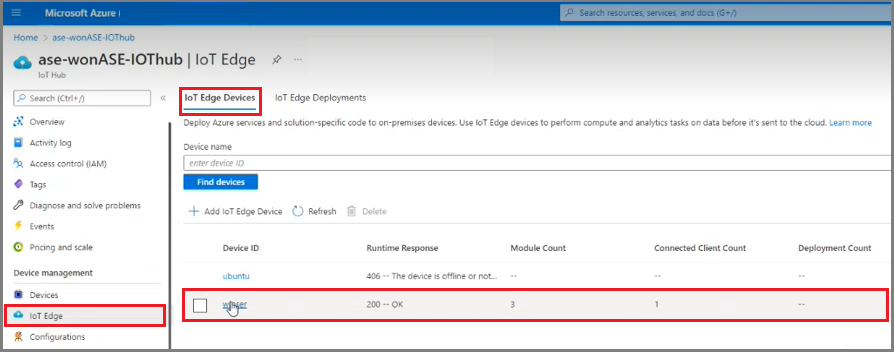 Microsoft Azure
Search resources, services, and docs (G+/)
Home > ase-wonASE-IOThub
ase-wonASE-IOThub | IoT Edge
IoT Hub
Search (Ctrl+/)
Overview
Activity log
Access control (IAM)
Tags
Diagnose and solve problems
Events
Pricing and scale
Device management
Devices
IoT Edge
Configurations
IoT Edge Devices IoT Edge Deployments
Deploy Azure services and solution-specific code to on-premises devices. Use IoT Edge devices to perform compute and analytics tasks on data before it's sent to the cloud. Learn more
Device name
enter device ID
Find devices
Add IoT Edge Device Refresh Delete
Device ID Runtime Response Module Count Connected Client Count Deployment Count
ubuntu 406 -- The device is offline or not... -- -- --
200 -- OK 3 1 --